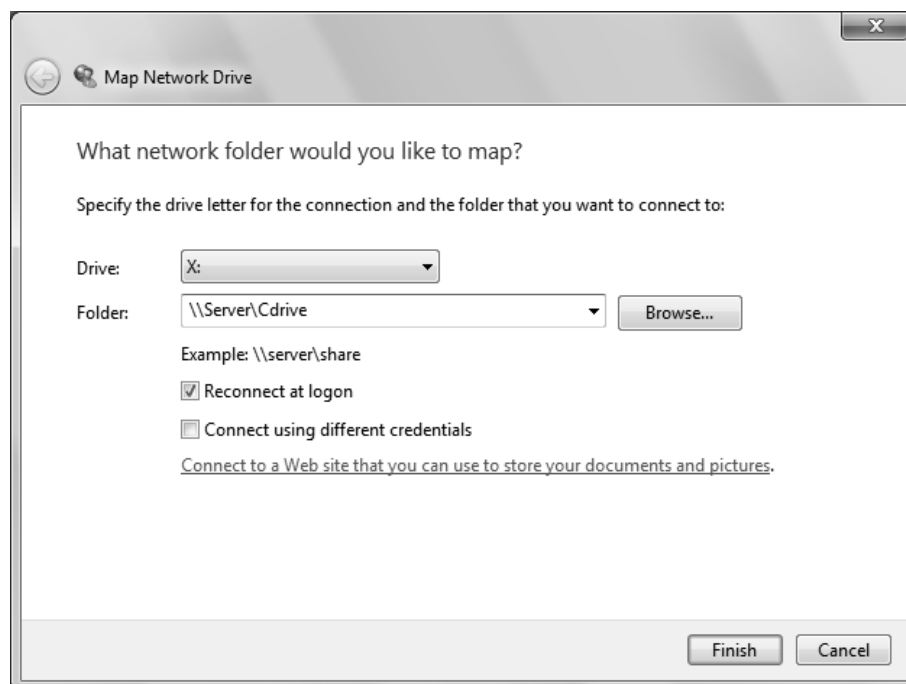 X
Map Network Drive
What network folder would you like to map?
Specify the drive letter for the connection and the folder that you want to connect to:
Drive: X:
Folder: \\Server\Cdrive Browse...
Example: \\server\share
Reconnect at logon
Connect using different credentials
Connect to a Web site that you can use to store your documents and pictures.
Finish Cancel